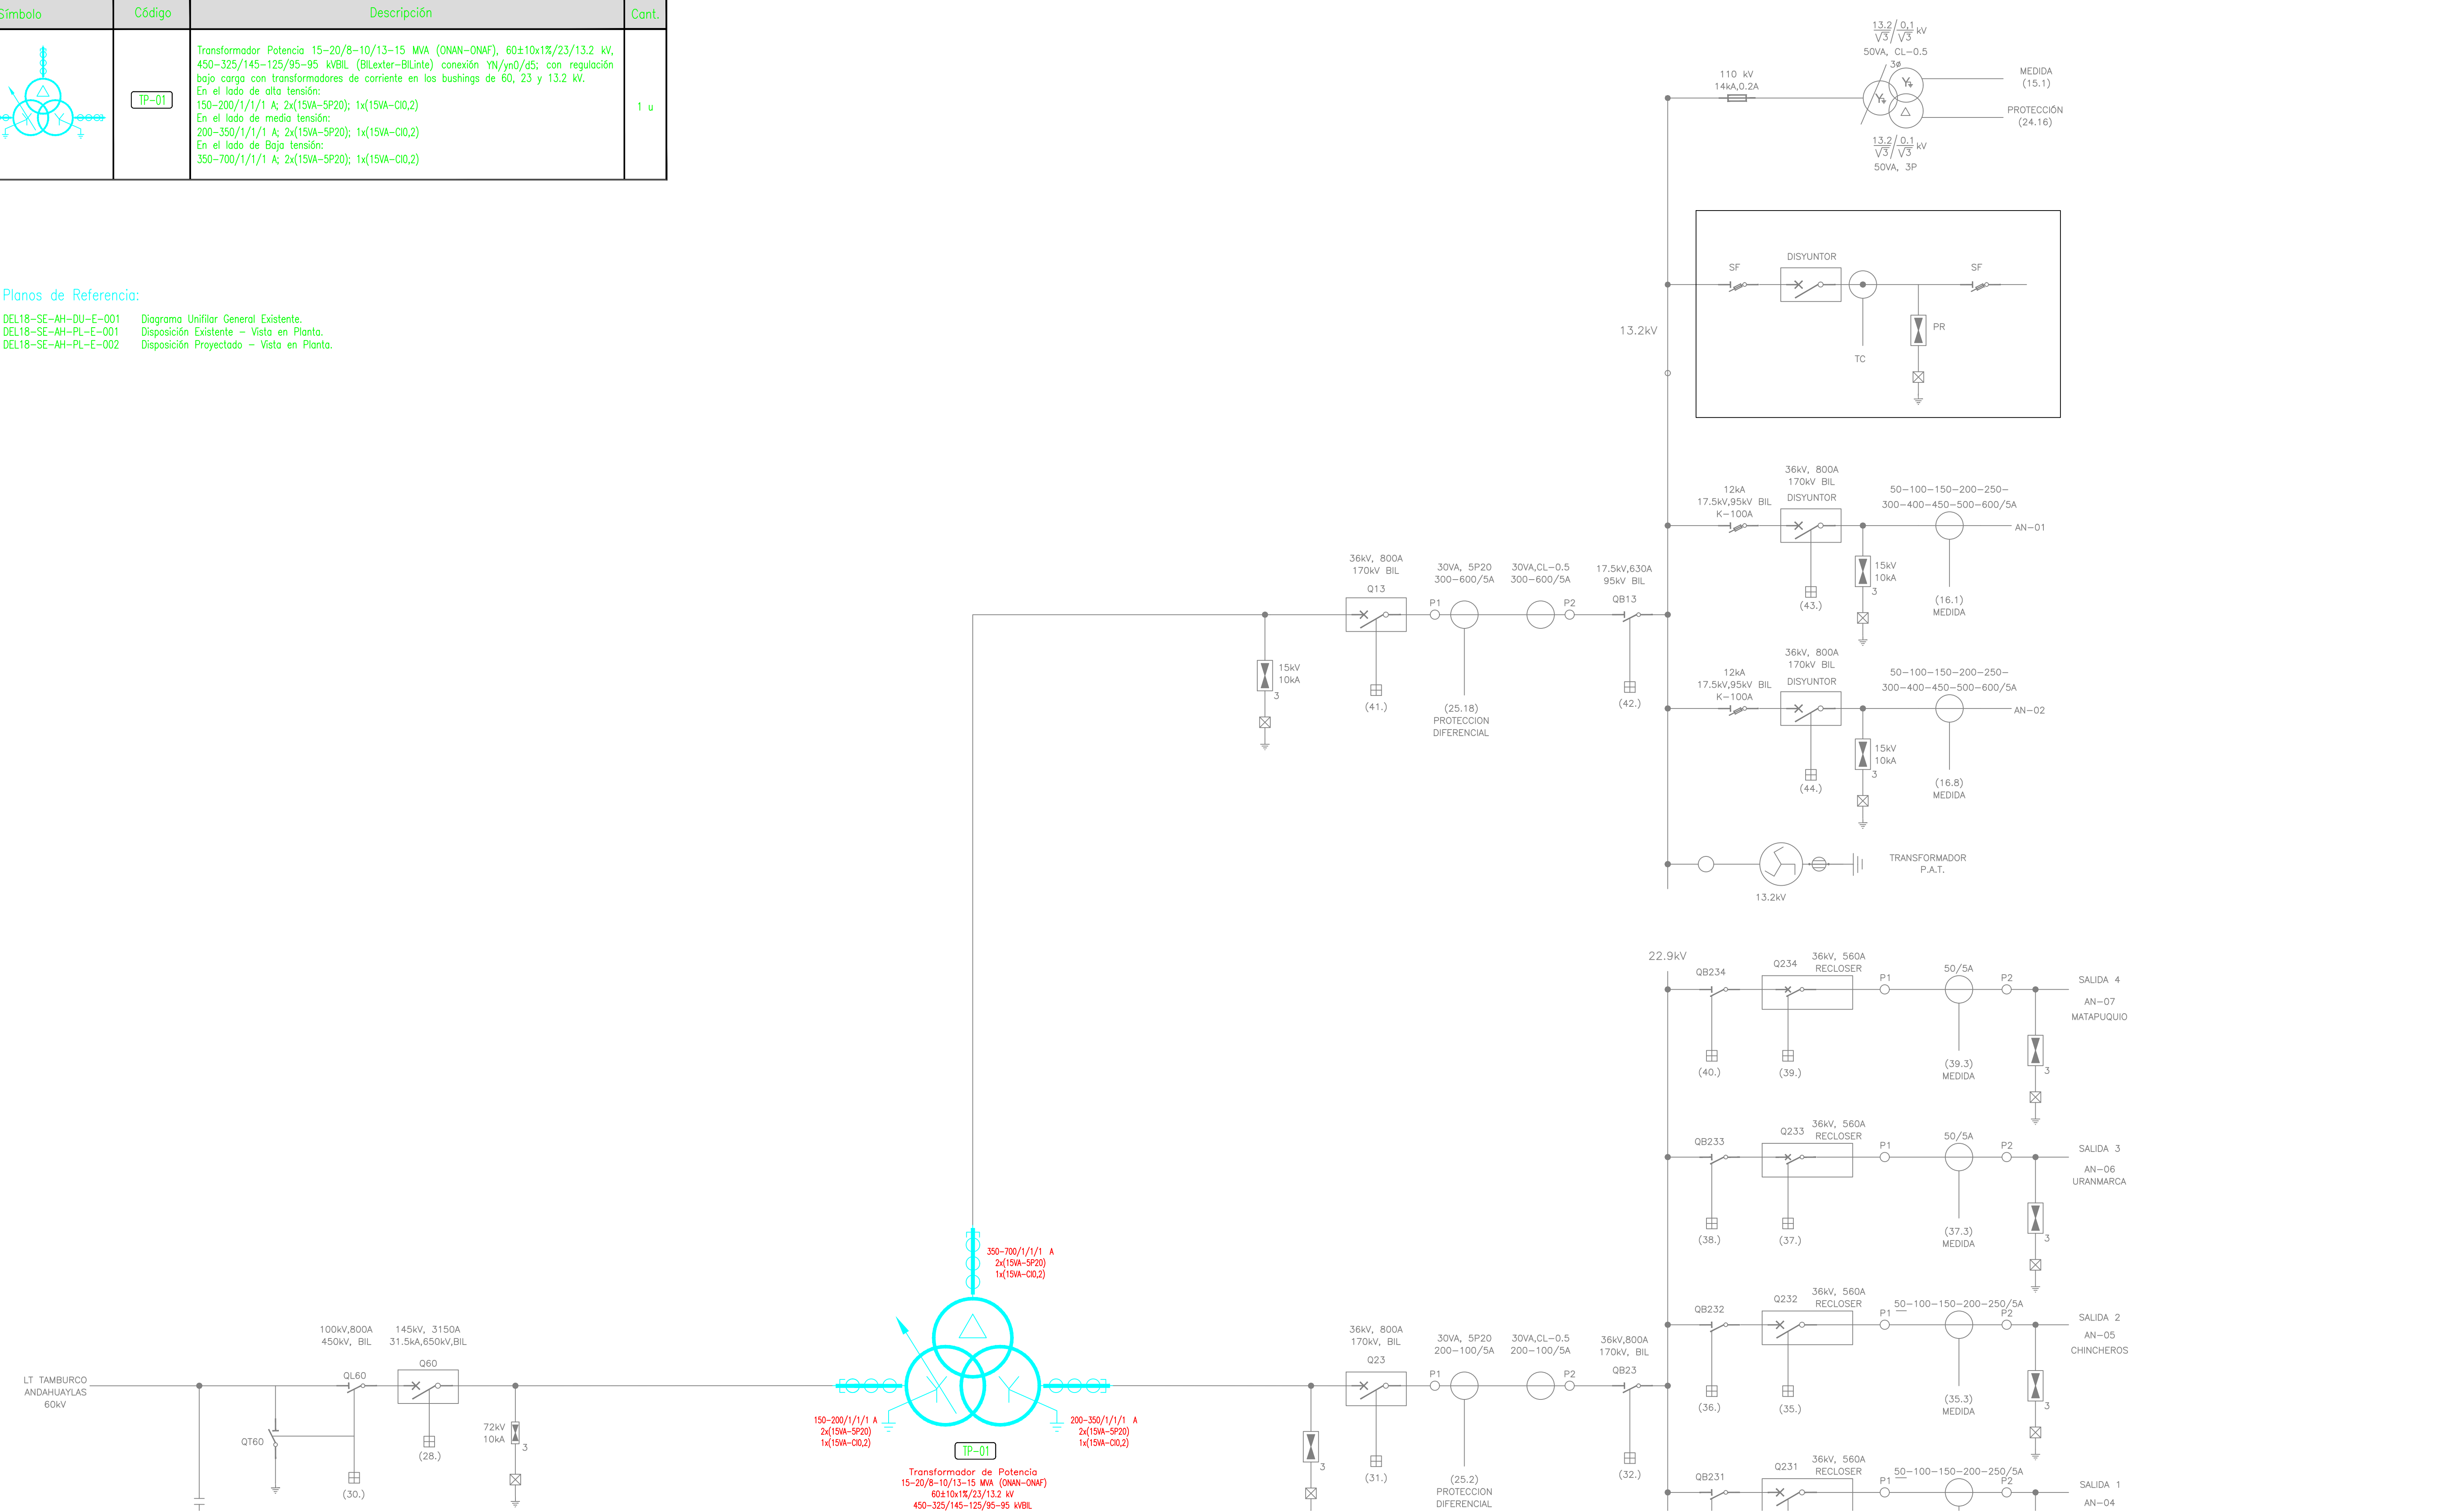 Símbolo
Código
Descripción
Cant.
TP-01
Transformador Potencia 15-20/8-10/13-15 MVA (ONAN-ONAF), 60±10x1%/23/13.2 kV,
450-325/145-125/95-95 kVBIL (BILexter-BILinte) conexión YN/yn0/d5; con regulación
bajo carga con transformadores de corriente en los bushings de 60, 23 y 13.2 kV.
En el lado de alta tensión:
150-200/1/1/1 A; 2x(15VA-5P20); 1x(15VA-Cl0,2)
En el lado de media tensión:
200-350/1/1/1 A; 2x(15VA-5P20); 1x(15VA-Cl0,2)
En el lado de Baja tensión:
350-700/1/1/1 A; 2x(15VA-5P20); 1x(15VA-Cl0,2)
1 u
Planos de Referencia:
DEL18-SE-AH-DU-E-001 Diagrama Unifilar General Existente.
DEL18-SE-AH-PL-E-001 Disposición Existente - Vista en Planta.
DEL18-SE-AH-PL-E-002 Disposición Proyectado - Vista en Planta.
13.2/√3 / 0,1/√3 kV
50VA, CL-0.5
3ø
110 kV
14kA,0.2A
MEDIDA
(15.1)
PROTECCIÓN
(24.16)
13.2/√3 / 0.1/√3 kV
50VA, 3P
SF
DISYUNTOR
SF
PR
TC
13.2kV
12kA
17.5kV,95kV BIL
K-100A
36kV, 800A
170kV BIL
DISYUNTOR
50-100-150-200-250-
300-400-450-500-600/5A
AN-01
15kV
10kA
3
(43.)
(16.1)
MEDIDA
36kV, 800A
170kV BIL
Q13
30VA, 5P20
300-600/5A
30VA,CL-0.5
300-600/5A
17.5kV,630A
95kV BIL
QB13
P1
P2
15kV
10kA
3
(41.)
(25.18)
PROTECCION
DIFERENCIAL
(42.)
12kA
17.5kV,95kV BIL
K-100A
36kV, 800A
170kV BIL
DISYUNTOR
50-100-150-200-250-
300-400-450-500-600/5A
AN-02
15kV
10kA
3
(44.)
(16.8)
MEDIDA
TRANSFORMADOR
P.A.T.
13.2kV
22.9kV
QB234
Q234
36kV, 560A
RECLOSER
P1
50/5A
P2
SALIDA 4
AN-07
MATAPUQUIO
(40.)
(39.)
(39.3)
MEDIDA
3
QB233
Q233
36kV, 560A
RECLOSER
P1
50/5A
P2
SALIDA 3
AN-06
URANMARCA
(38.)
(37.)
(37.3)
MEDIDA
3
QB232
Q232
36kV, 560A
RECLOSER
P1
50-100-150-200-250/5A
P2
SALIDA 2
AN-05
CHINCHEROS
(36.)
(35.)
(35.3)
MEDIDA
3
QB231
Q231
36kV, 560A
RECLOSER
P1
50-100-150-200-250/5A
P2
SALIDA 1
AN-04
350-700/1/1/1 A
2x(15VA-5P20)
1x(15VA-Cl0,2)
LT TAMBURCO
ANDAHUAYLAS
60kV
100kV,800A
450kV, BIL
QL60
145kV, 3150A
31.5kA,650kV,BIL
Q60
QT60
(30.)
(28.)
72kV
10kA
3
150-200/1/1/1 A
2x(15VA-5P20)
1x(15VA-Cl0,2)
200-350/1/1/1 A
2x(15VA-5P20)
1x(15VA-Cl0,2)
TP-01
Transformador de Potencia
15-20/8-10/13-15 MVA (ONAN-ONAF)
60±10x1%/23/13.2 kV
450-325/145-125/95-95 kVBIL
36kV, 800A
170kV, BIL
Q23
30VA, 5P20
200-100/5A
30VA,CL-0.5
200-100/5A
36kV,800A
170kV, BIL
QB23
P1
P2
3
(31.)
(25.2)
PROTECCION
DIFERENCIAL
(32.)